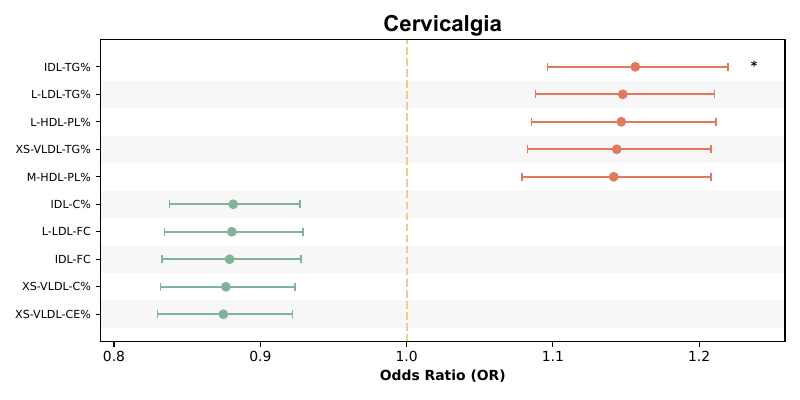 Cervicalgia
IDL-TG%
*
L-LDL-TG%
L-HDL-PL%
XS-VLDL-TG%
M-HDL-PL%
IDL-C%
L-LDL-FC
IDL-FC
XS-VLDL-C%
XS-VLDL-CE%
0.8 0.9 1.0 1.1 1.2
Odds Ratio (OR)